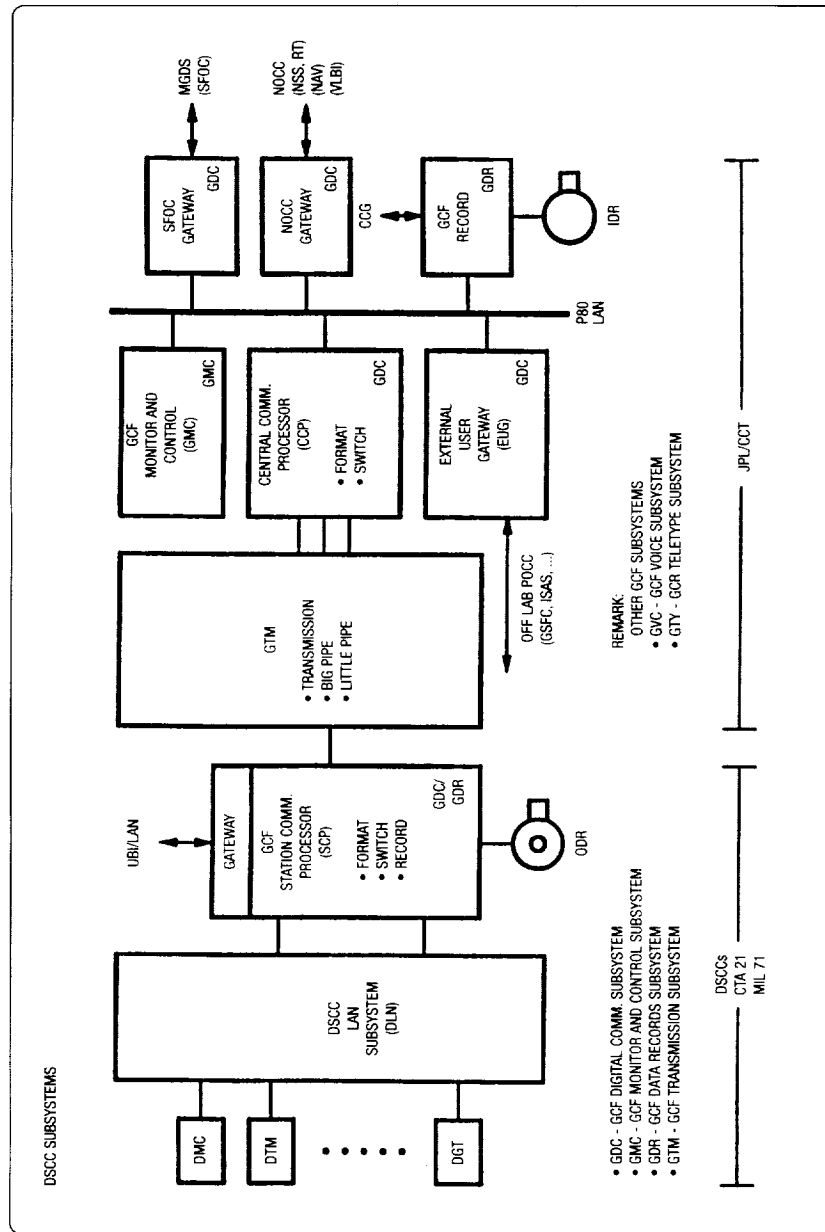 DSCC SUBSYSTEMS
DMC
DTM
DGT
DSCC
LAN
SUBSYSTEM
(DLN)
UBI/LAN
GATEWAY
GCF
STATION COMM.
PROCESSOR
(SCP)
• FORMAT
• SWITCH
• RECORD
GDC/
GDR
ODR
GTM
• TRANSMISSION
• BIG PIPE
• LITTLE PIPE
GCF
MONITOR AND
CONTROL
(GMC)
GMC
CENTRAL COMM.
PROCESSOR
(CCP)
• FORMAT
• SWITCH
GDC
EXTERNAL
USER
GATEWAY
(EUG)
GDC
OFF LAB POCC
(GSFC, ISAS, ...)
P80
LAN
SFOC
GATEWAY
GDC
MGDS
(SFOC)
NOCC
GATEWAY
GDC
NOCC
(NSS, RT)
(NAV)
(VLBI)
CCG
GCF
RECORD
GDR
IDR
• GDC - GCF DIGITAL COMM. SUBSYSTEM
• GMC - GCF MONITOR AND CONTROL SUBSYSTEM
• GDR - GCF DATA RECORDS SUBSYSTEM
• GTM - GCF TRANSMISSION SUBSYSTEM
REMARK:
OTHER GCF SUBSYSTEMS
• GVC - GCF VOICE SUBSYSTEM
• GTY - GCR TELETYPE SUBSYSTEM
DSCCs
CTA 21
MIL 71
JPL/CCT